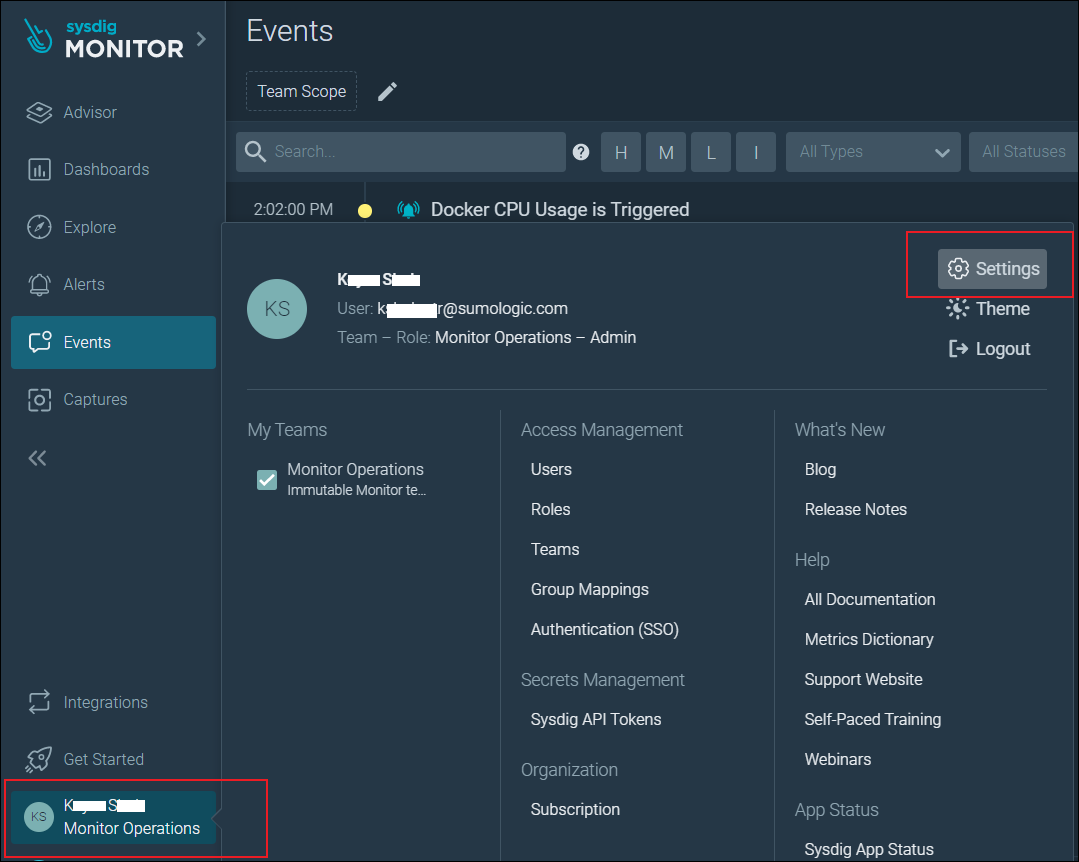 sysdig
MONITOR
Events
Team Scope
Advisor
Dashboards
Explore
Alerts
Events
Captures
Search...
?
H
M
L
I
All Types
All Statuses
2:02:00 PM
Docker CPU Usage is Triggered
KS
User:
@sumologic.com
Team – Role: Monitor Operations – Admin
Settings
Theme
Logout
My Teams
Monitor Operations
Immutable Monitor te...
Access Management
Users
Roles
Teams
Group Mappings
Authentication (SSO)
Secrets Management
Sysdig API Tokens
Organization
Subscription
What's New
Blog
Release Notes
Help
All Documentation
Metrics Dictionary
Support Website
Self-Paced Training
Webinars
App Status
Sysdig App Status
Integrations
Get Started
KS
Monitor Operations